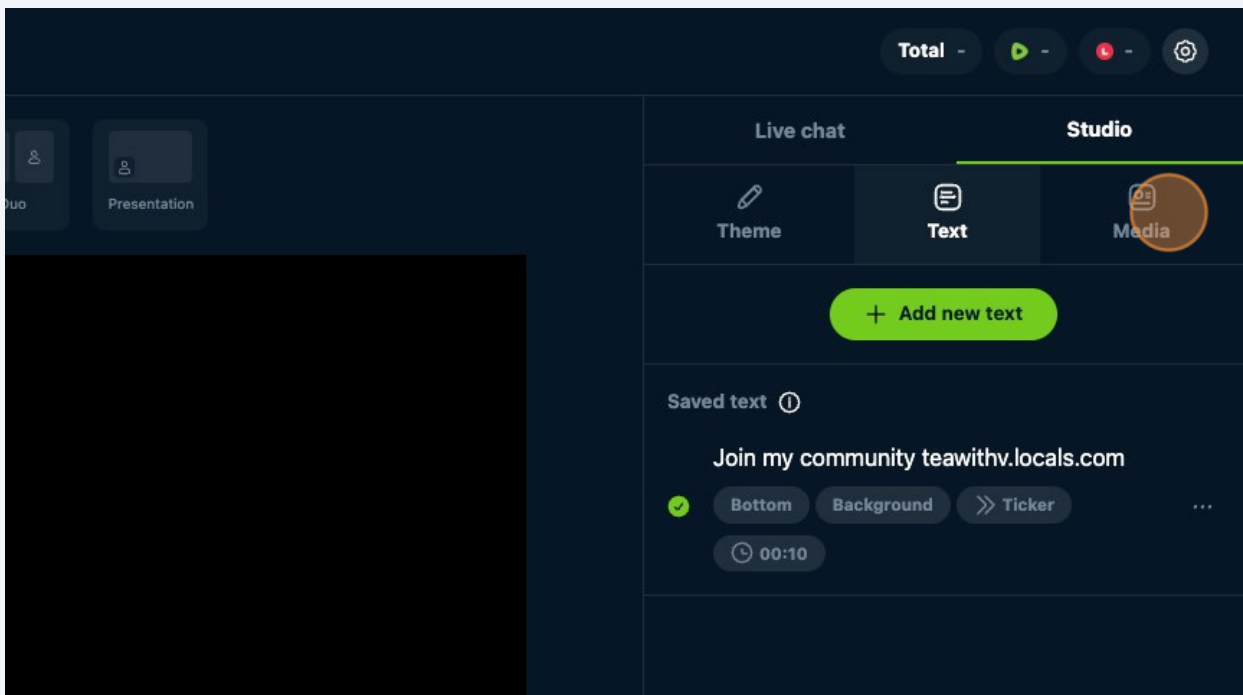 Total -
-
-
Live chat
Studio
Duo
Presentation
Theme
Text
Media
+ Add new text
Saved text
Join my community teawithv.locals.com
Bottom
Background
Ticker
00:10